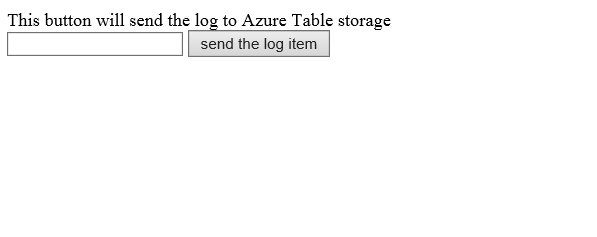 This button will send the log to Azure Table storage
send the log item